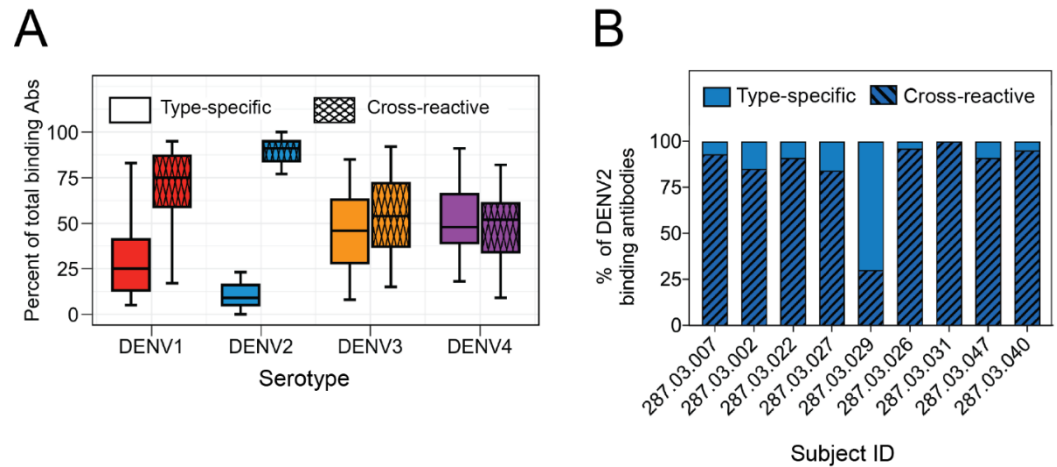 A
Percent of total binding Abs
Type-specific
Cross-reactive
100
75
50
25
0
DENV1
DENV2
DENV3
DENV4
Serotype
B
% of DENV2
binding antibodies
Type-specific
Cross-reactive
100
75
50
25
0
287.03.007
287.03.002
287.03.022
287.03.027
287.03.029
287.03.026
287.03.031
287.03.047
287.03.040
Subject ID